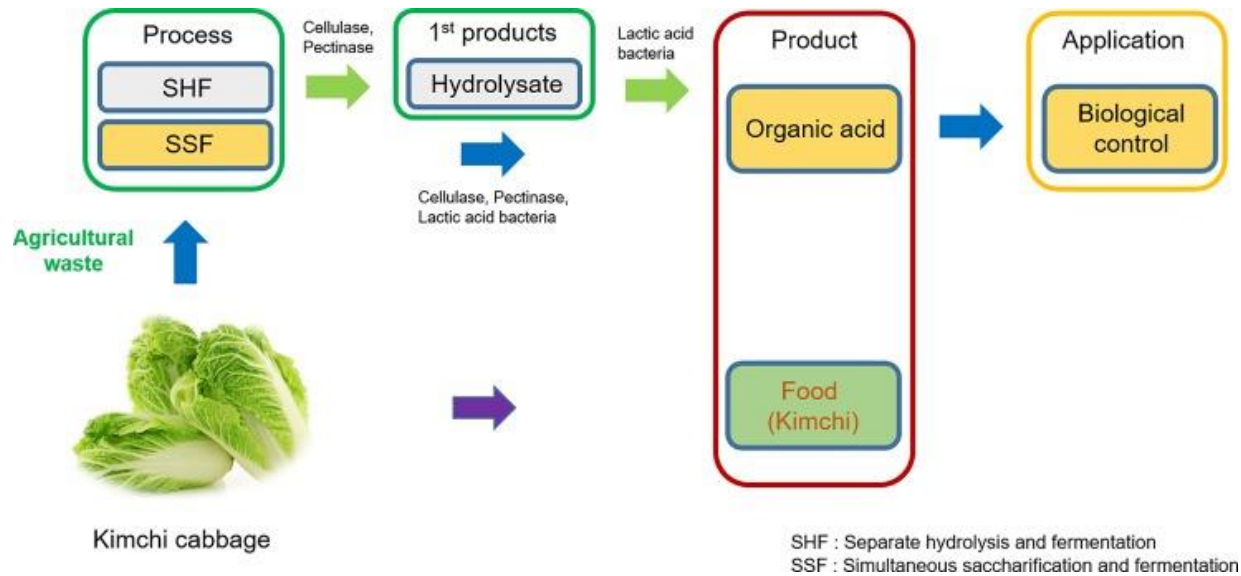 Process
SHF
SSF
Cellulase,
Pectinase
1st products
Hydrolysate
Cellulase, Pectinase,
Lactic acid bacteria
Lactic acid
bacteria
Product
Organic acid
Food
(Kimchi)
Application
Biological
control
Agricultural
waste
Kimchi cabbage
SHF : Separate hydrolysis and fermentation
SSF : Simultaneous saccharification and fermentation